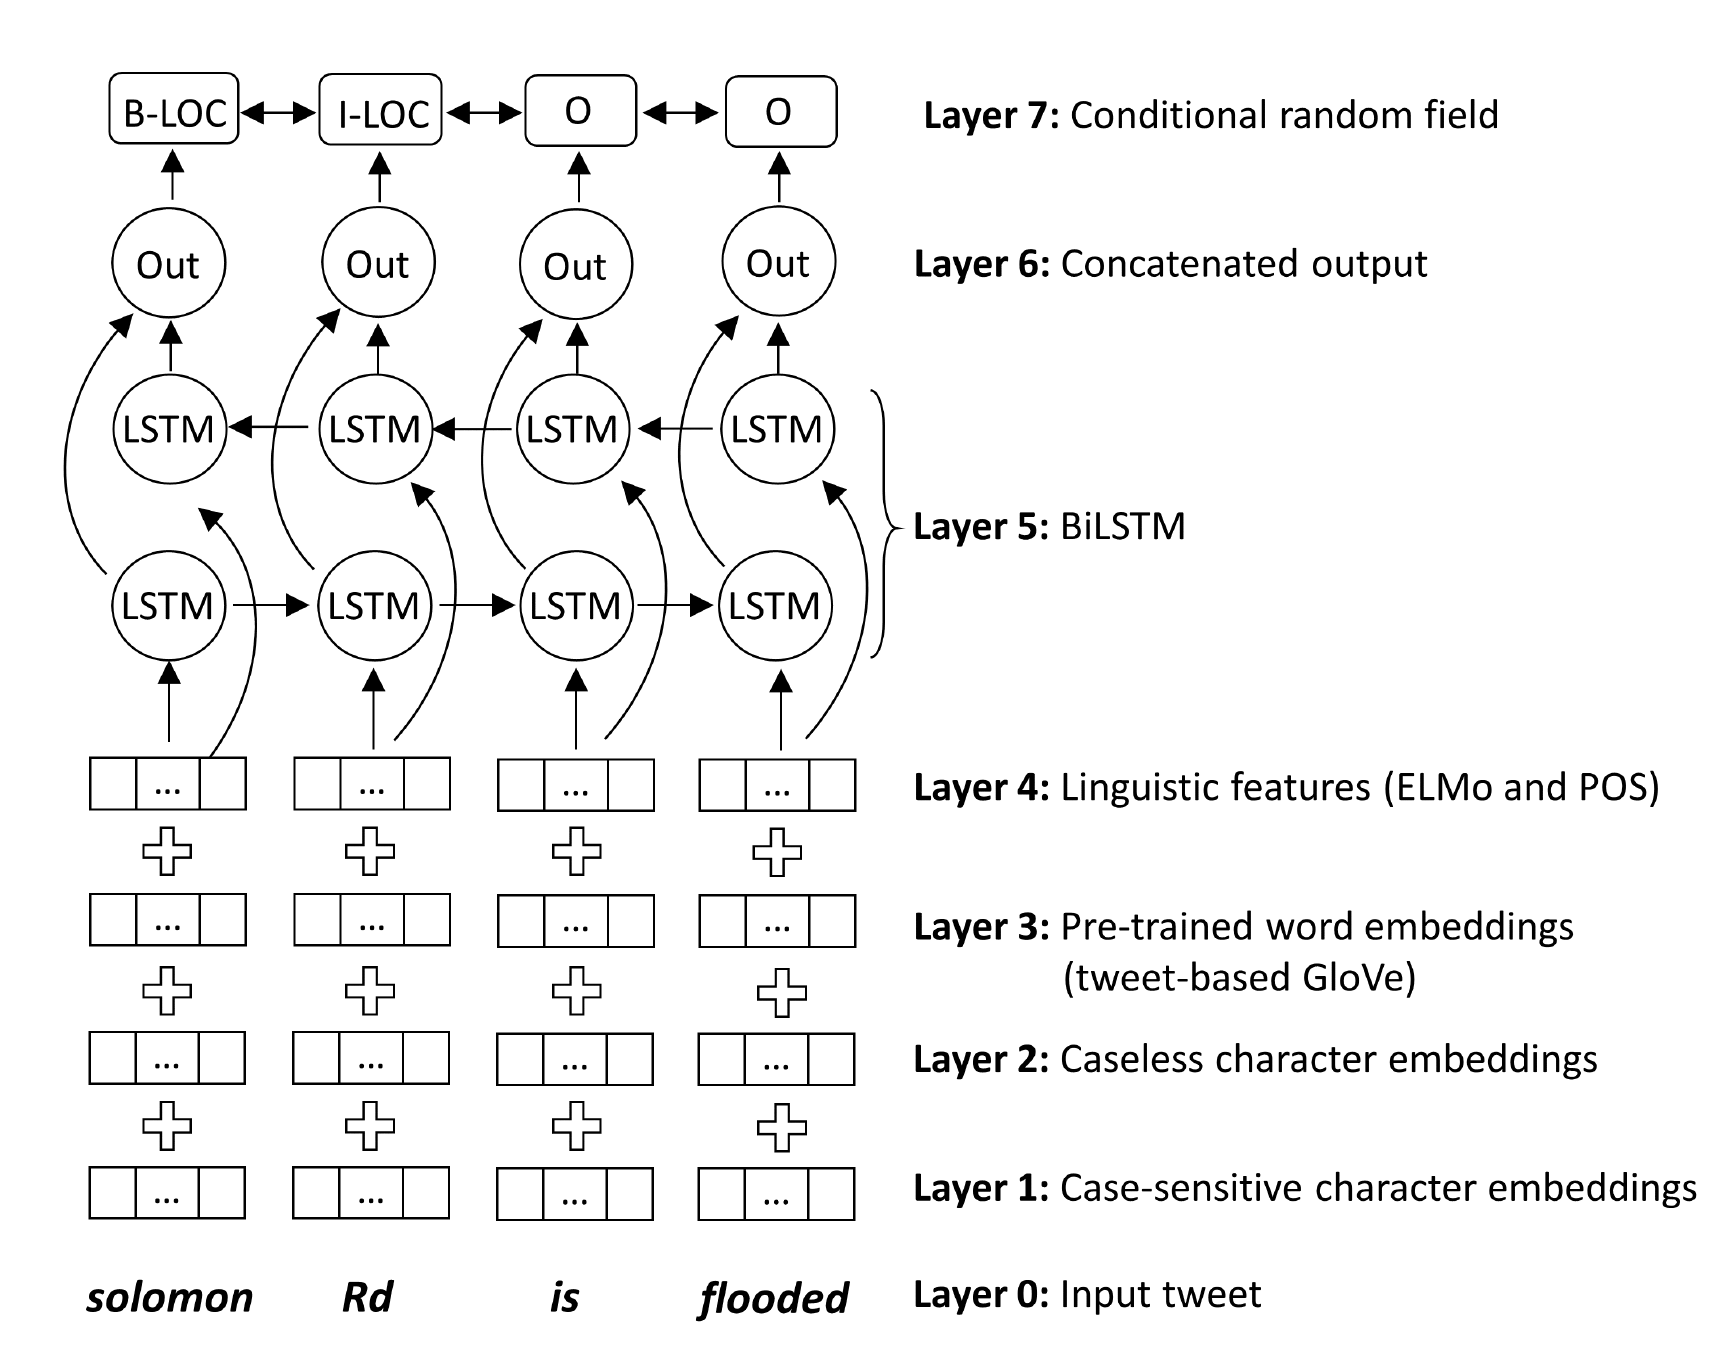 B-LOC I-LOC O O Layer 7: Conditional random field
Out Out Out Out Layer 6: Concatenated output
LSTM LSTM LSTM LSTM
Layer 5: BiLSTM
LSTM LSTM LSTM LSTM
... ... ... ... Layer 4: Linguistic features (ELMo and POS)
... ... ... ... Layer 3: Pre-trained word embeddings
(tweet-based GloVe)
... ... ... ... Layer 2: Caseless character embeddings
... ... ... ... Layer 1: Case-sensitive character embeddings
solomon Rd is flooded Layer 0: Input tweet